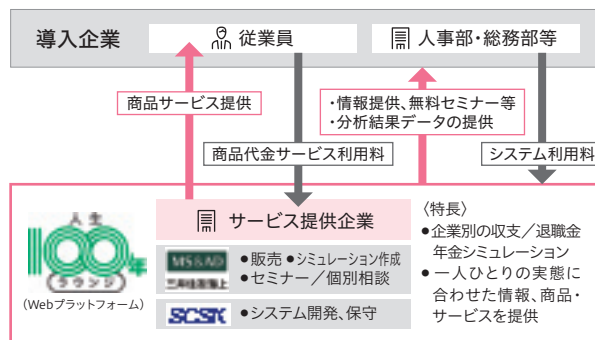 導入企業
従業員
人事部・総務部等
商品サービス提供
・情報提供、無料セミナー等
・分析結果データの提供
商品代金サービス利用料
システム利用料
人生
100年
ラウンジ
（Webプラットフォーム）
サービス提供企業
MS&AD
三井住友海上
●販売 ●シミュレーション作成
●セミナー／個別相談
SCSK
●システム開発、保守
〈特長〉
●企業別の収支／退職金
年金シミュレーション
●一人ひとりの実態に
合わせた情報、商品・
サービスを提供